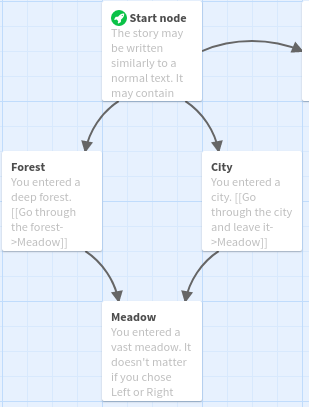 Start node
The story may
be written
similarly to a
normal text. It
may contain
Forest
You entered a
deep forest.
[[Go through
the forest-
>Meadow]]
City
You entered a
city. [[Go
through the city
and leave it-
>Meadow]]
Meadow
You entered a
vast meadow. It
doesn't matter
if you chose
Left or Right